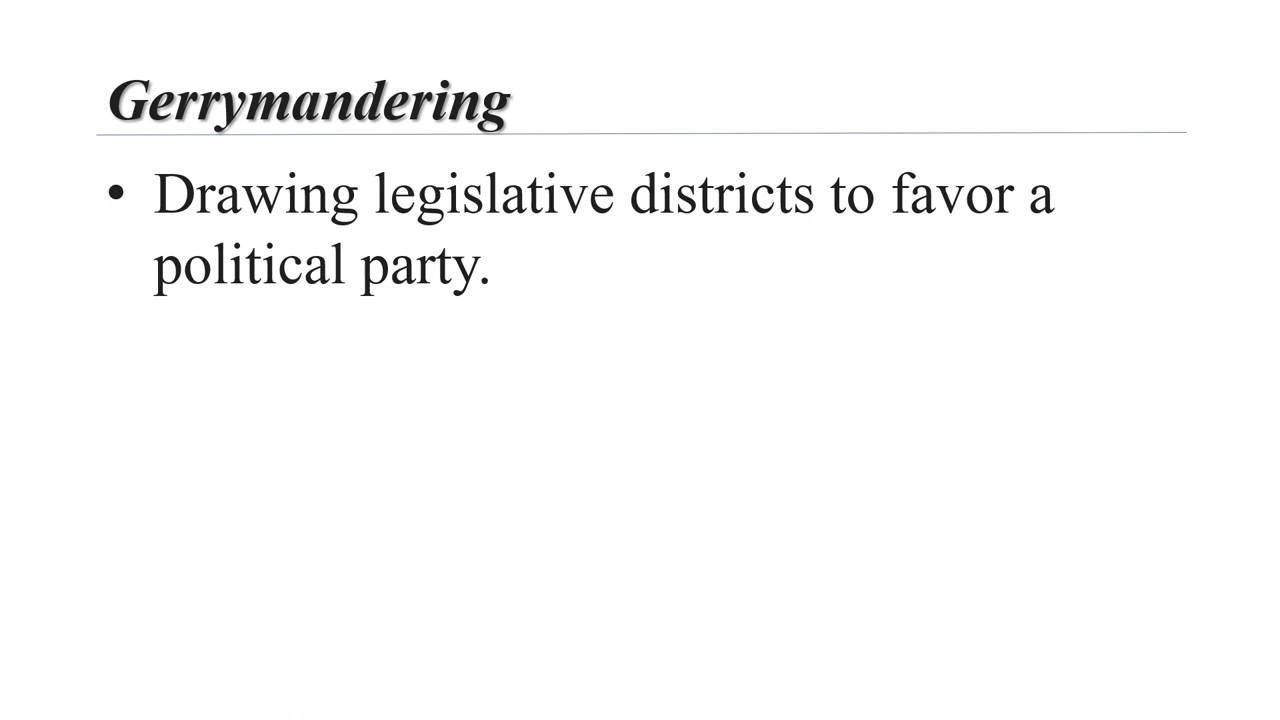 Gerrymandering
• Drawing legislative districts to favor a
political party.